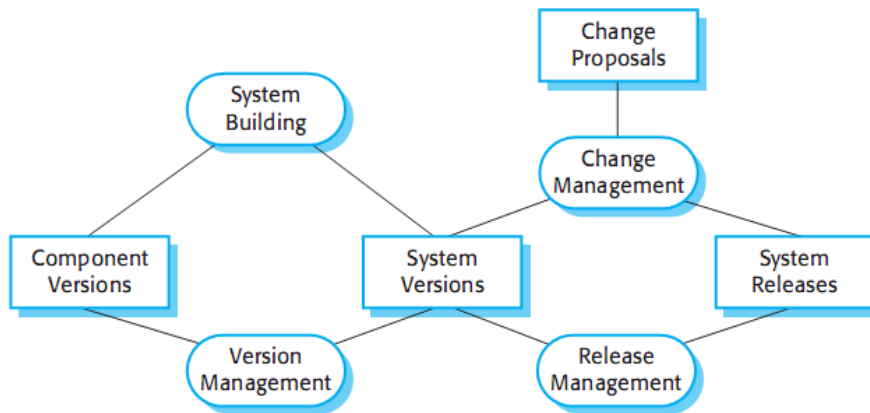 Change
Proposals
System
Building
Change
Management
Component
Versions
System
Versions
System
Releases
Version
Management
Release
Management